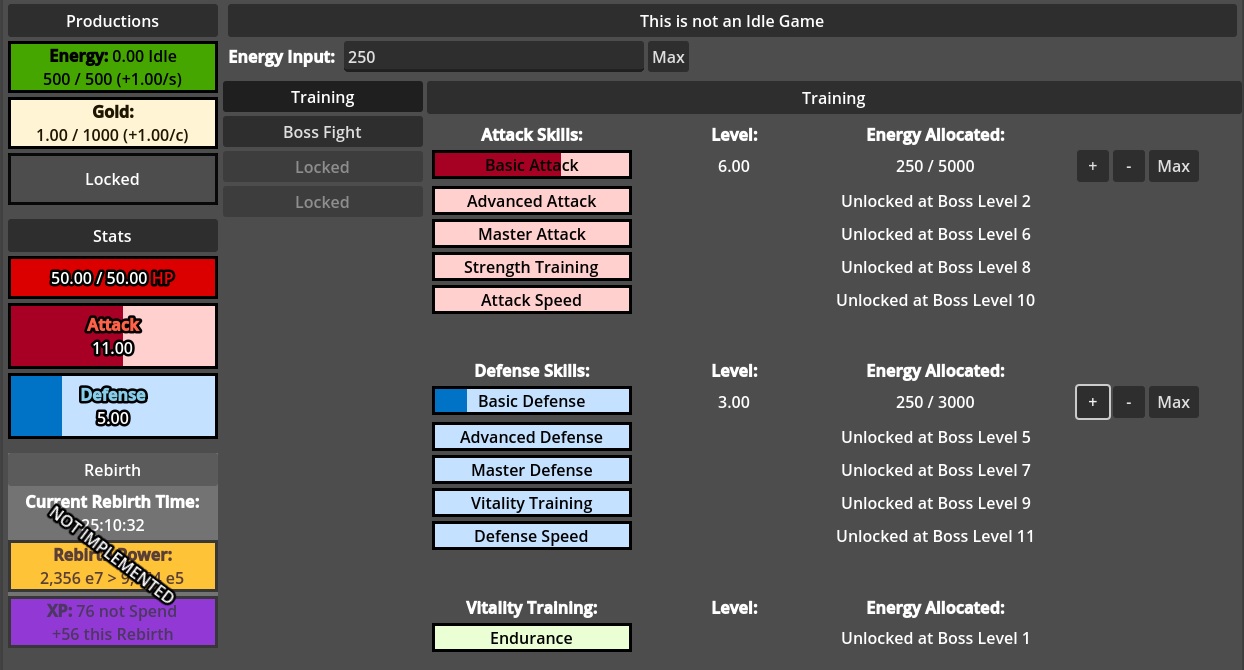 Productions
This is not an Idle Game
Energy: 0.00 Idle
500 / 500 (+1.00/s)
Energy Input: 250 Max
Gold:
1.00 / 1000 (+1.00/c)
Locked
Training
Boss Fight
Locked
Locked
Training
Attack Skills: Level: Energy Allocated:
Basic Attack 6.00 250 / 5000 + - Max
Advanced Attack Unlocked at Boss Level 2
Master Attack Unlocked at Boss Level 6
Strength Training Unlocked at Boss Level 8
Attack Speed Unlocked at Boss Level 10
Stats
50.00 / 50.00 HP
Attack
11.00
Defense
5.00
Defense Skills: Level: Energy Allocated:
Basic Defense 3.00 250 / 3000 + - Max
Advanced Defense Unlocked at Boss Level 5
Master Defense Unlocked at Boss Level 7
Vitality Training Unlocked at Boss Level 9
Defense Speed Unlocked at Boss Level 11
Rebirth
Current Rebirth Time:
25:10:32
NOT IMPLEMENTED
Rebirth Power:
2,356 e7 > e5
XP: 76 not Spend
+56 this Rebirth
Vitality Training: Level: Energy Allocated:
Endurance Unlocked at Boss Level 1